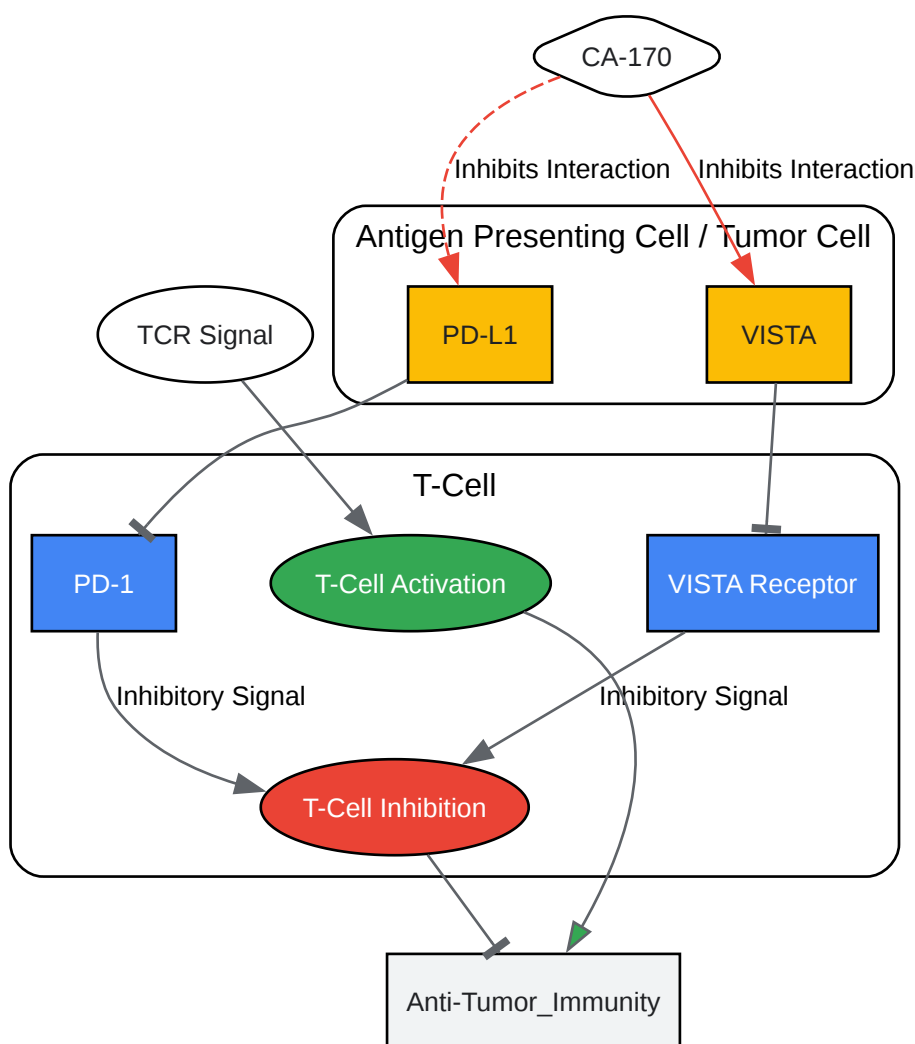 CA-170
Inhibits Interaction
Inhibits Interaction
Antigen Presenting Cell / Tumor Cell
TCR Signal
PD-L1
VISTA
T-Cell
PD-1
T-Cell Activation
VISTA Receptor
Inhibitory Signal
Inhibitory Signal
T-Cell Inhibition
Anti-Tumor_Immunity